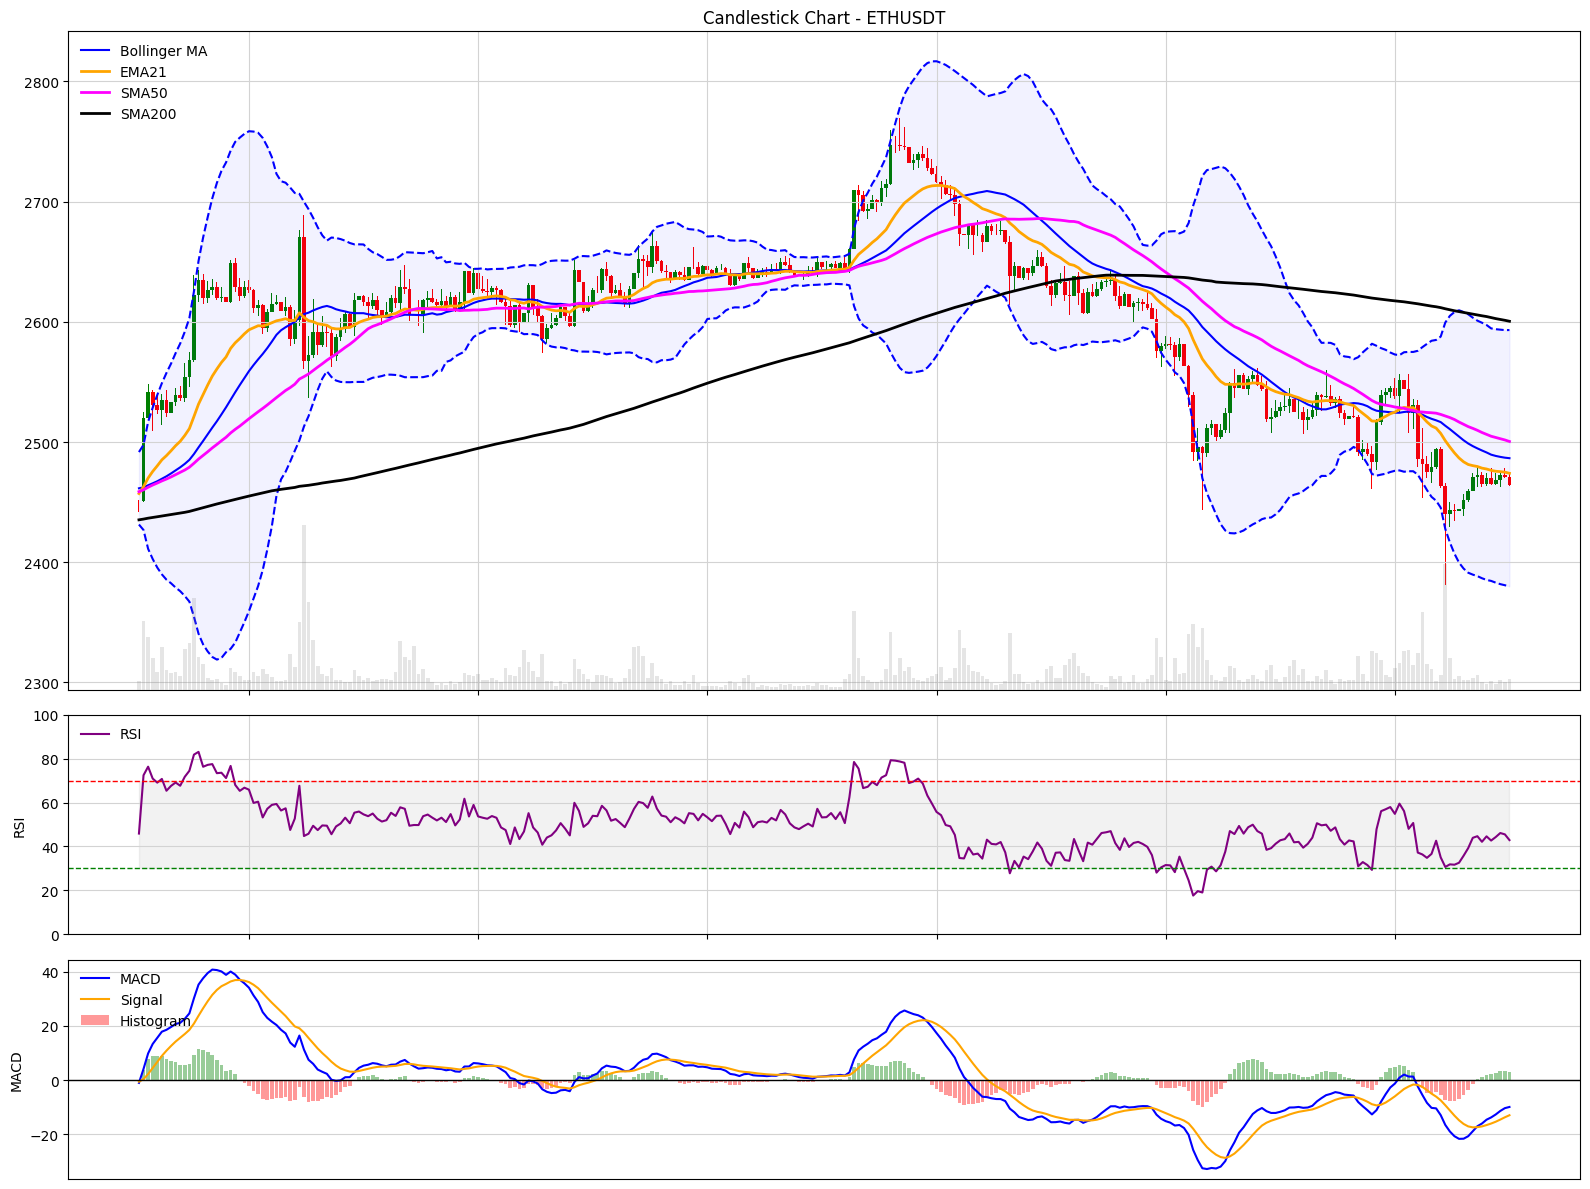 Candlestick Chart - ETHUSDT
Bollinger MA
EMA21
SMA50
SMA200
2800
2700
2600
2500
2400
2300
RSI
100
80
60
40
20
0
RSI
MACD
Signal
Histogram
40
20
0
−20
MACD